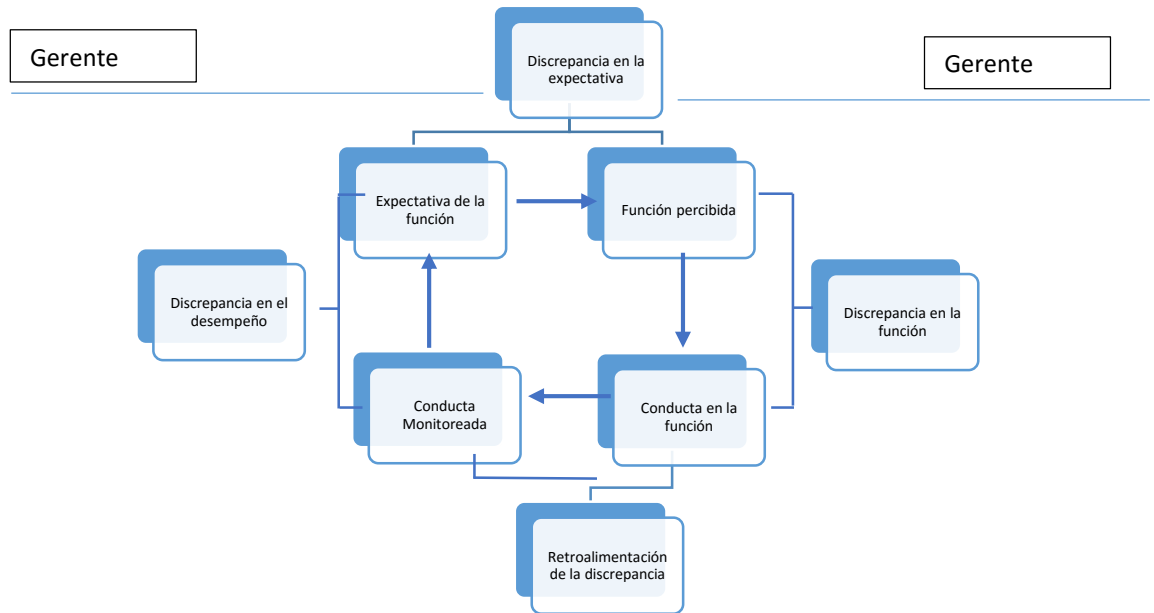 Gerente
Discrepancia en la
expectativa
Gerente
Expectativa de la
función
Función percibida
Discrepancia en el
desempeño
Discrepancia en la
función
Conducta
Monitoreada
Conducta en la
función
Retroalimentación
de la discrepancia